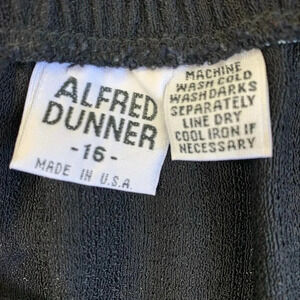 ALFRED
DUNNER
-16-
MADE IN U.S.A.
MACHINE
WASH COLD
WASH DARKS
SEPARATELY
LINE DRY
COOL IRON IF
NECESSARY